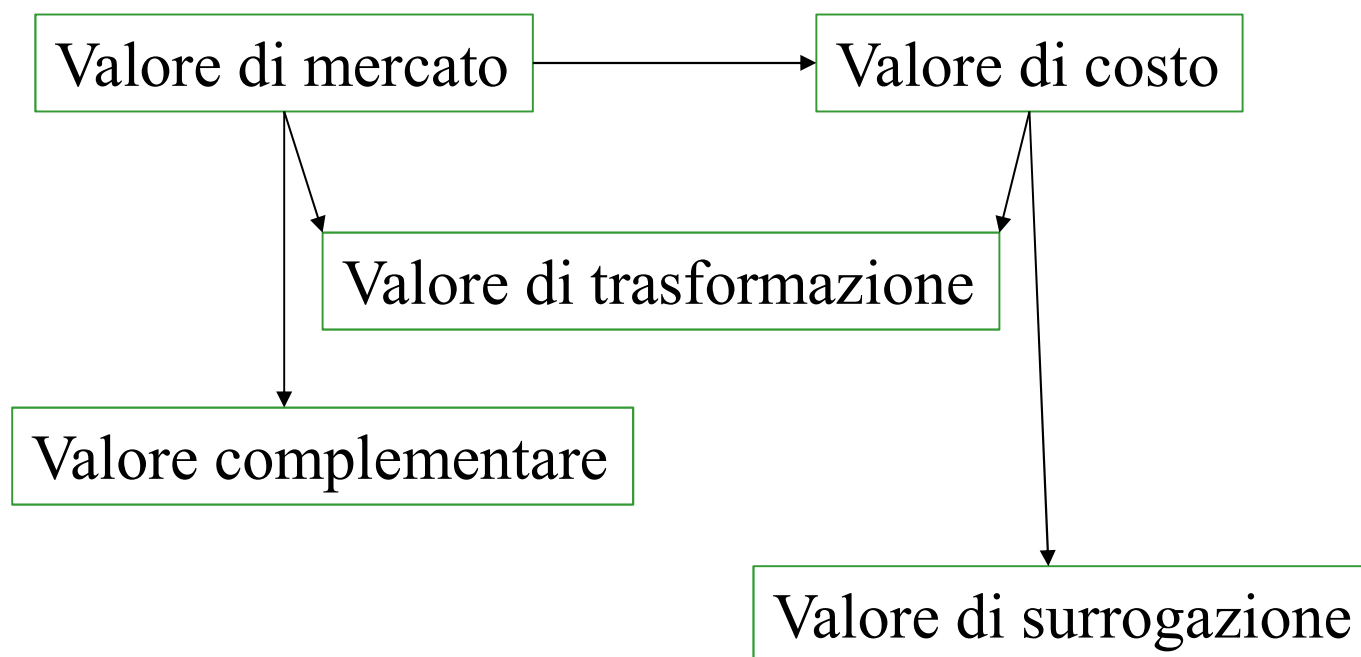 Valore di mercato
Valore di costo
Valore di trasformazione
Valore complementare
Valore di surrogazione